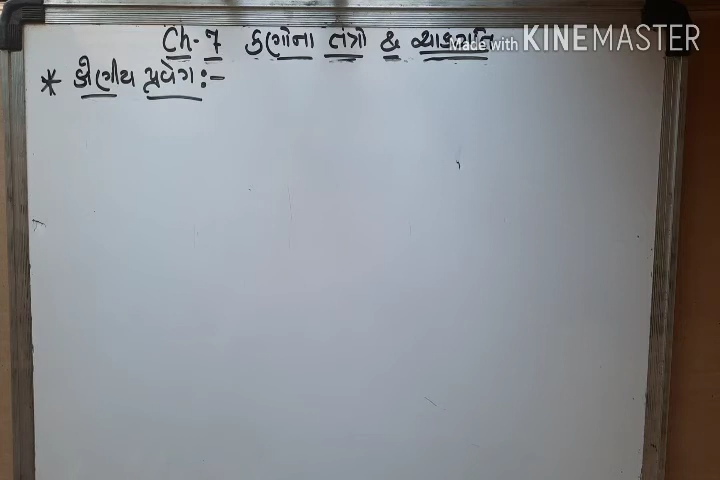 Ch-7 કણોના તંત્રો & ચાકગતિ
Made with KINEMASTER
* કોણીય પ્રવેગ :-